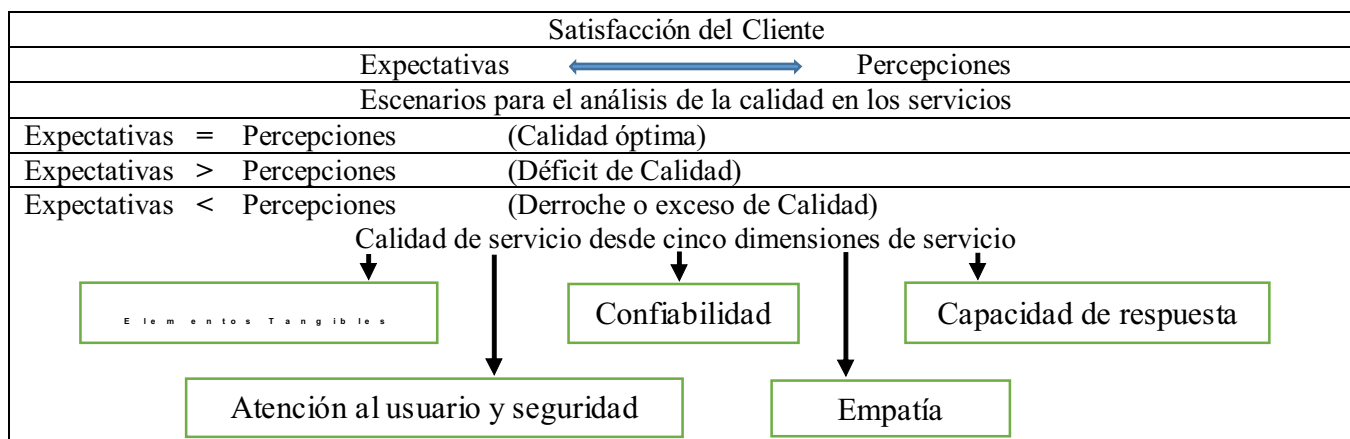 Satisfacción del Cliente
Expectativas Percepciones
Escenarios para el análisis de la calidad en los servicios
Expectativas = Percepciones (Calidad óptima)
Expectativas > Percepciones (Déficit de Calidad)
Expectativas < Percepciones (Derroche o exceso de Calidad)
Calidad de servicio desde cinco dimensiones de servicio
Elementos Tangibles
Confiabilidad
Capacidad de respuesta
Atención al usuario y seguridad
Empatía